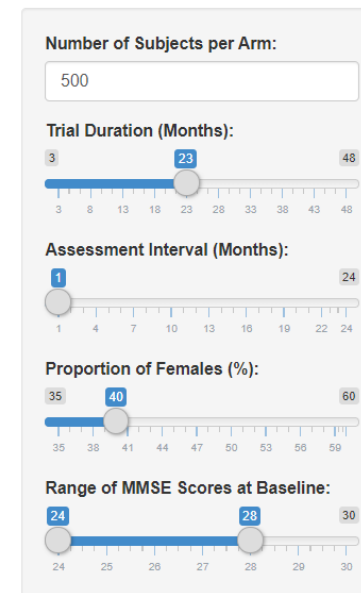 Number of Subjects per Arm:
500
Trial Duration (Months):
3 23 48
3 8 13 18 23 28 33 38 43 48
Assessment Interval (Months):
1 24
1 4 7 10 13 16 19 22 24
Proportion of Females (%):
35 40 60
35 38 41 44 47 50 53 56 59
Range of MMSE Scores at Baseline:
24 28 30
24 25 26 27 28 29 30